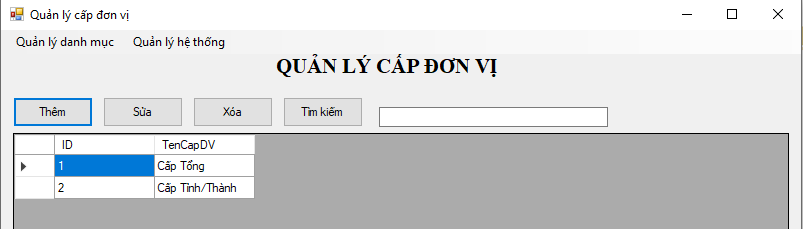 Quản lý cấp đơn vị
Quản lý danh mục Quản lý hệ thống
QUẢN LÝ CẤP ĐƠN VỊ
Thêm Sửa Xóa Tìm kiếm
ID TenCapDV
1 Cấp Tổng
2 Cấp Tỉnh/Thành